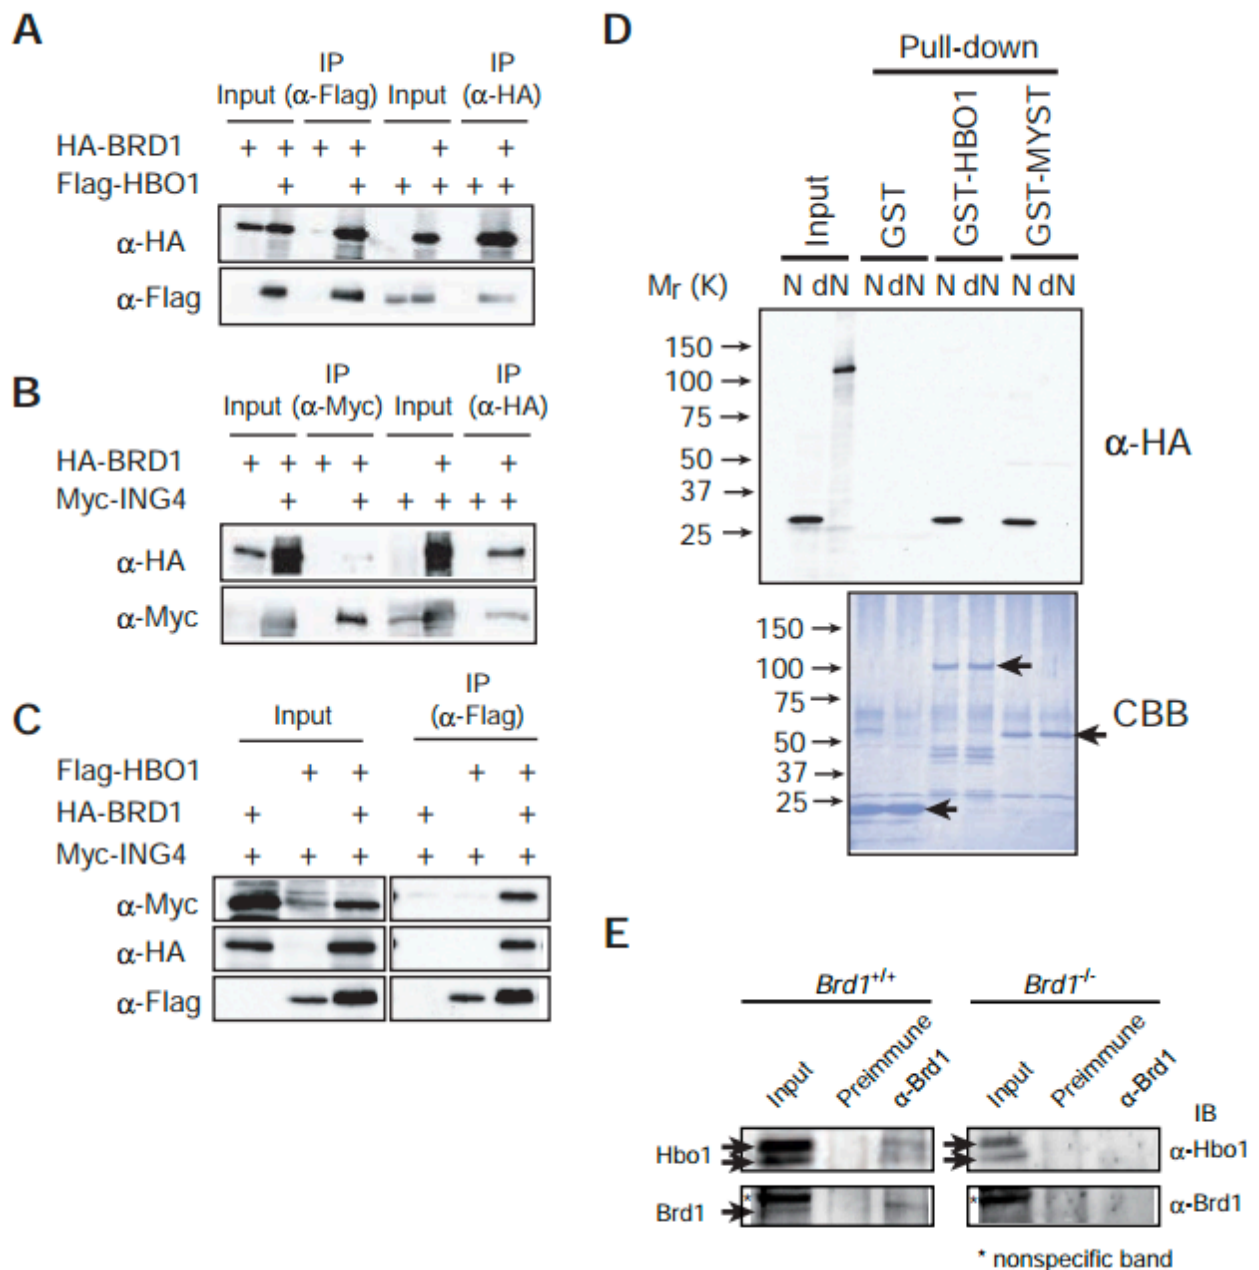 A
IP IP
Input (α-Flag) Input (α-HA)
HA-BRD1 + + + + + +
Flag-HBO1 + + + + + +
α-HA
α-Flag
B
IP IP
Input (α-Myc) Input (α-HA)
HA-BRD1 + + + + + +
Myc-ING4 + + + + + +
α-HA
α-Myc
C
IP
Input (α-Flag)
Flag-HBO1 + + + +
HA-BRD1 + + + +
Myc-ING4 + + + + + +
α-Myc
α-HA
α-Flag
D
Pull-down
Input GST GST-HBO1 GST-MYST
Mr (K) N dN N dN N dN N dN
150
100
75
50
37
25
α-HA
150
100
75
50
37
25
CBB
E
Brd1+/+ Brd1-/-
Input Preimmune α-Brd1 Input Preimmune α-Brd1
IB
Hbo1 α-Hbo1
* *
Brd1 α-Brd1
* nonspecific band